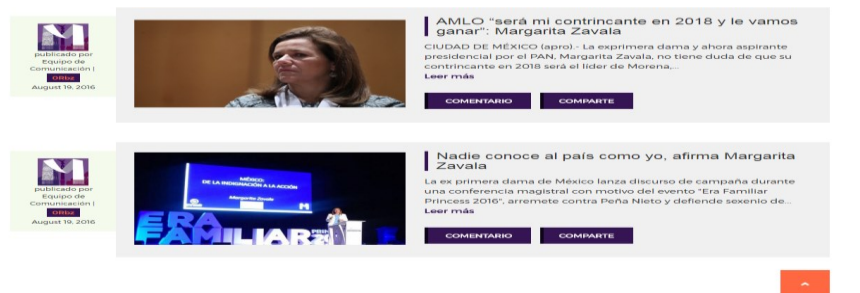 AMLO "será mi contrincante en 2018 y le vamos
ganar": Margarita Zavala
publicado por
Equipo de
Comunicación |
ORbz
August 19, 2016
CIUDAD DE MÉXICO (apro).- La exprimera dama y ahora aspirante
presidencial por el PAN, Margarita Zavala, no tiene duda de que su
contrincante en 2018 será el líder de Morena,...
Leer más
COMENTARIO COMPARTE
Nadie conoce al país como yo, afirma Margarita
Zavala
publicado por
Equipo de
Comunicación |
ORbz
August 19, 2016
MÉXICO:
DE LA INDIGNACIÓN A LA ACCIÓN
Margarita Zavala
ERA
FAMILIAR
La ex primera dama de México lanza discurso de campaña durante
una conferencia magistral con motivo del evento "Era Familiar
Princess 2016", arremete contra Peña Nieto y defiende sexenio de...
Leer más
COMENTARIO COMPARTE